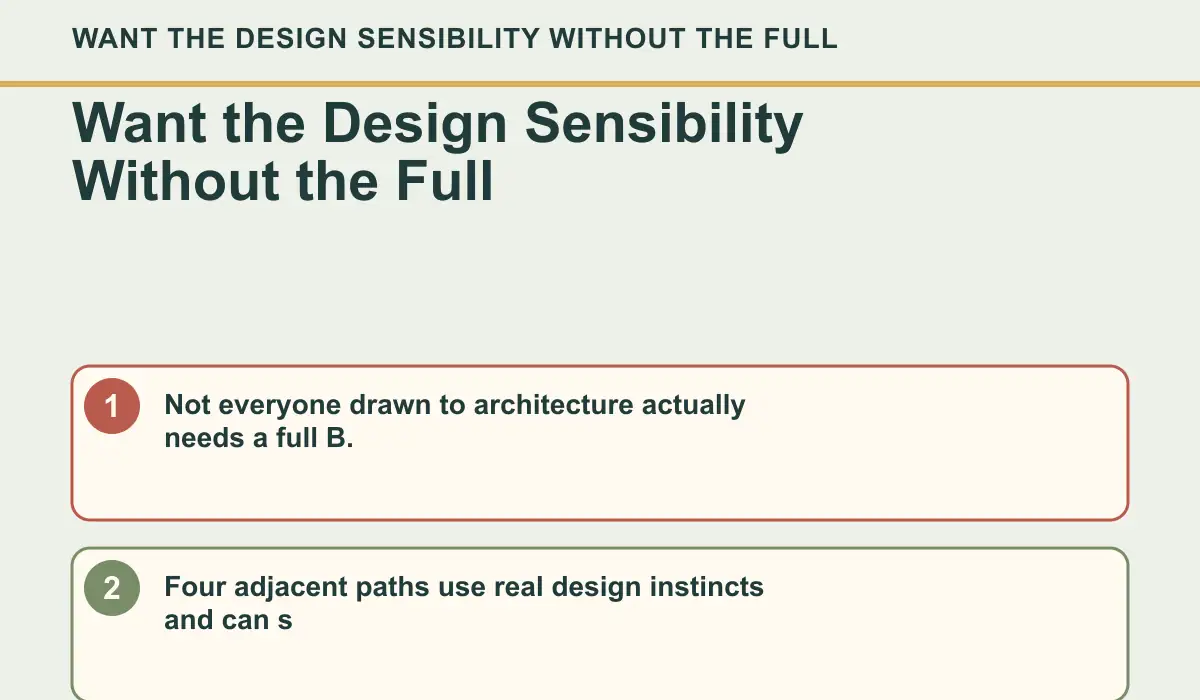 WANT THE DESIGN SENSIBILITY WITHOUT THE FULL
Want the Design Sensibility
Without the Full
1
Not everyone drawn to architecture actually
needs a full B.
2
Four adjacent paths use real design instincts
and can s